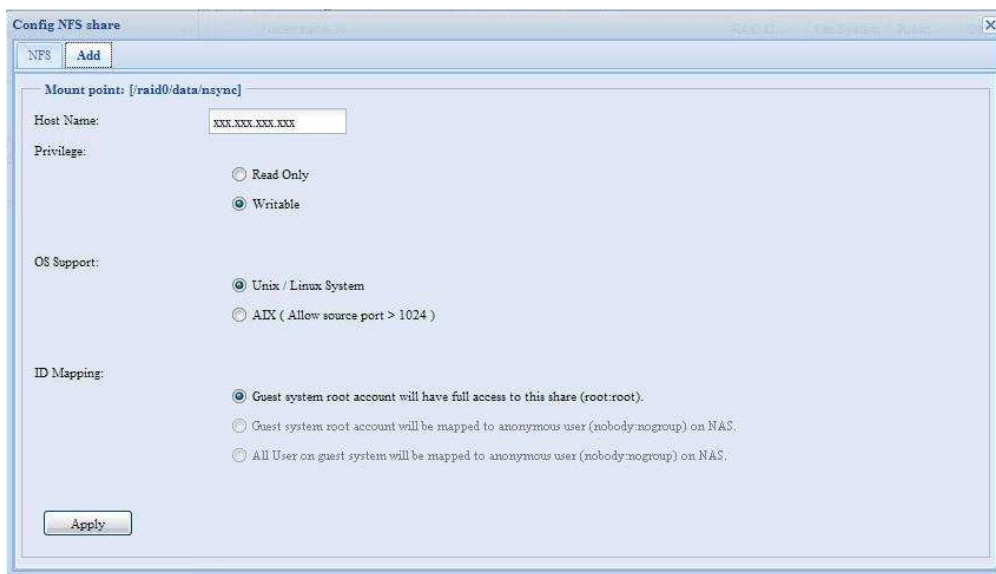 Config NFS share
NFS Add
Mount point: [/raid0/data/nsync]
Host Name: xxx.xxx.xxx.xxx
Privilege:
Read Only
Writable
OS Support:
Unix / Linux System
AIX ( Allow source port > 1024 )
ID Mapping:
Guest system root account will have full access to this share (root:root).
Guest system root account will be mapped to anonymous user (nobody:nogroup) on NAS.
All User on guest system will be mapped to anonymous user (nobody:nogroup) on NAS.
Apply